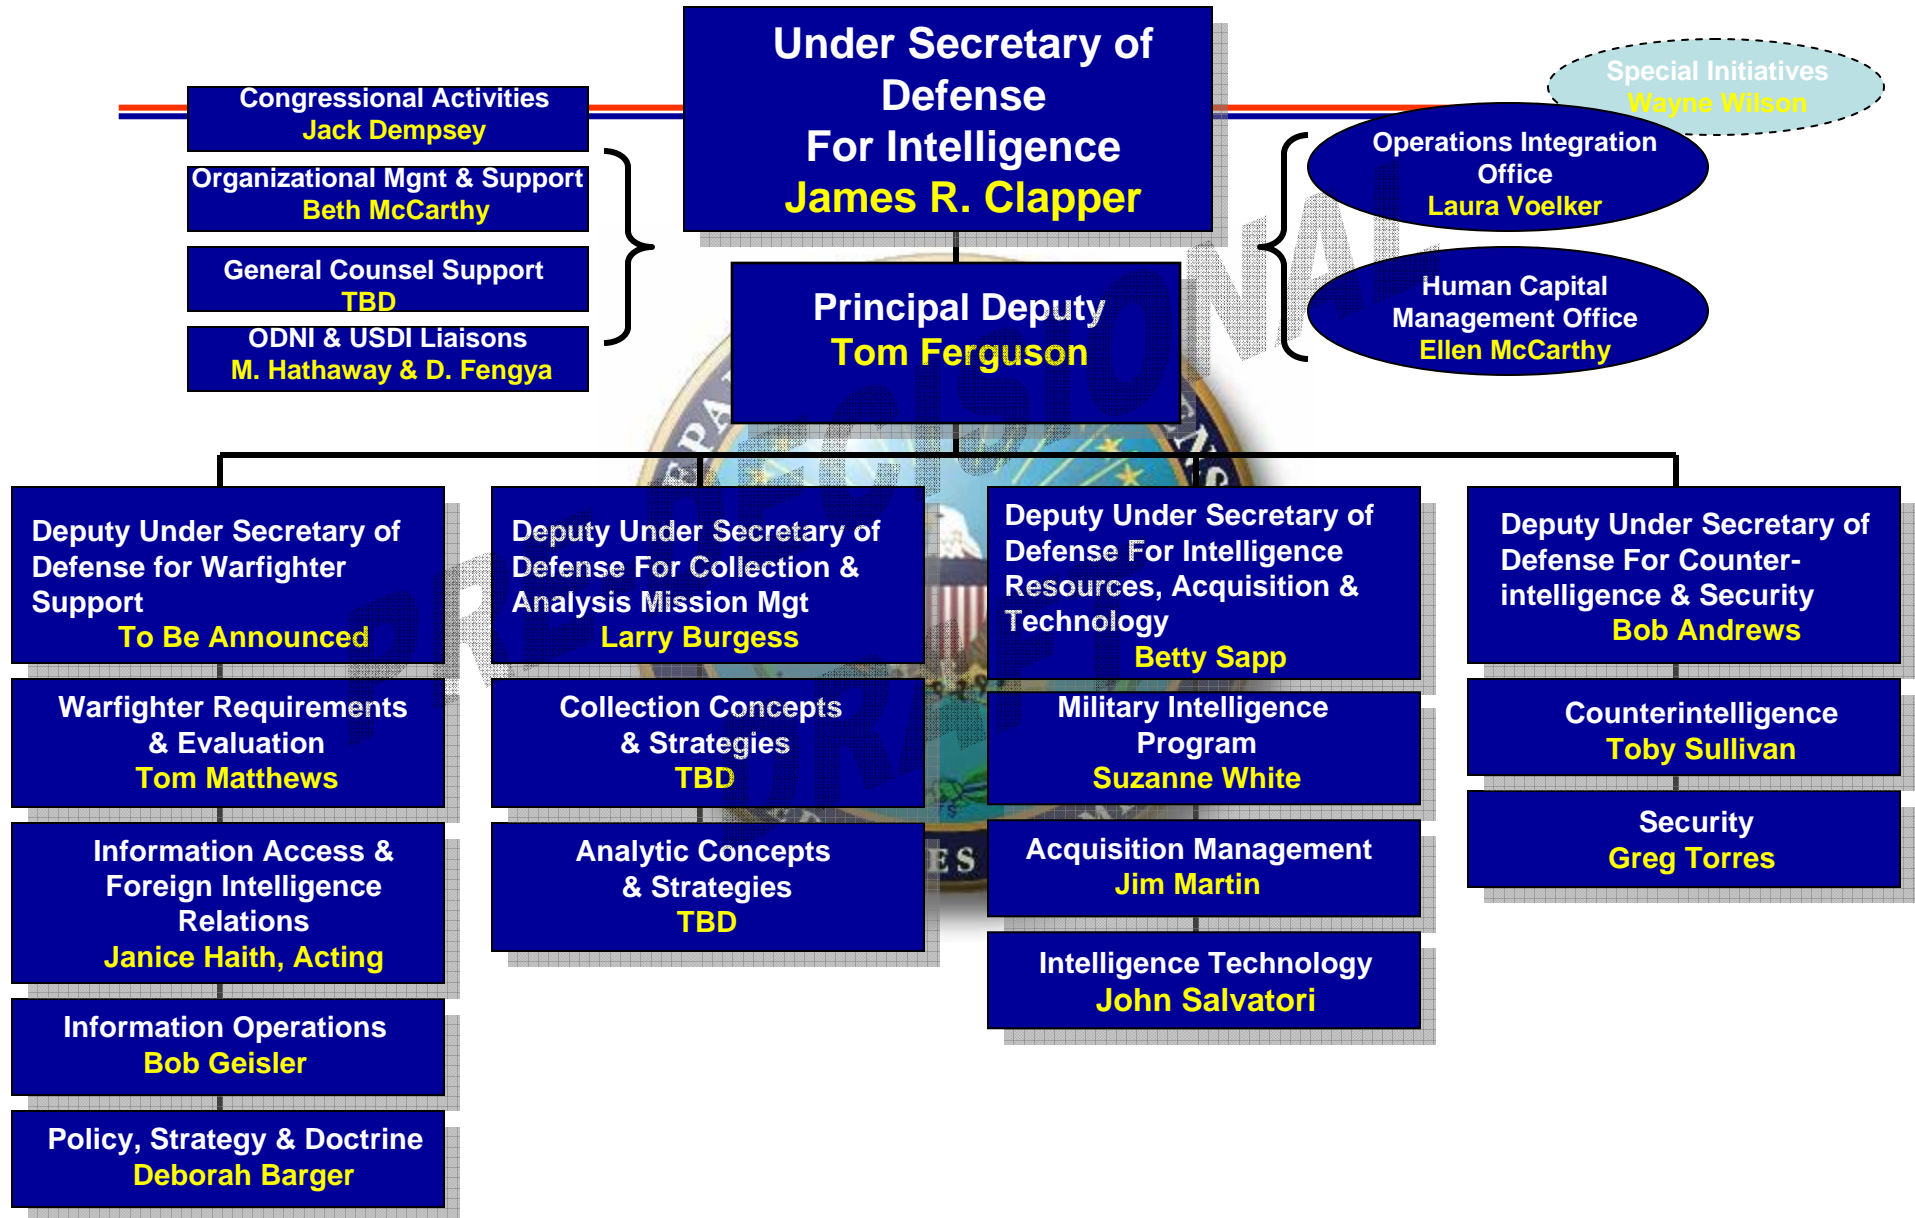 Under Secretary of
Defense
For Intelligence
James R. Clapper
Congressional Activities
Jack Dempsey
Organizational Mgnt & Support
Beth McCarthy
General Counsel Support
TBD
ODNI & USDI Liaisons
M. Hathaway & D. Fengya
Special Initiatives
Wayne Wilson
Operations Integration
Office
Laura Voelker
Human Capital
Management Office
Ellen McCarthy
Principal Deputy
Tom Ferguson
Deputy Under Secretary of
Defense for Warfighter
Support
To Be Announced
Warfighter Requirements
& Evaluation
Tom Matthews
Information Access &
Foreign Intelligence
Relations
Janice Haith, Acting
Information Operations
Bob Geisler
Policy, Strategy & Doctrine
Deborah Barger
Deputy Under Secretary of
Defense For Collection &
Analysis Mission Mgt
Larry Burgess
Collection Concepts
& Strategies
TBD
Analytic Concepts
& Strategies
TBD
Deputy Under Secretary of
Defense For Intelligence
Resources, Acquisition &
Technology
Betty Sapp
Military Intelligence
Program
Suzanne White
Acquisition Management
Jim Martin
Intelligence Technology
John Salvatori
Deputy Under Secretary of
Defense For Counter-
intelligence & Security
Bob Andrews
Counterintelligence
Toby Sullivan
Security
Greg Torres
PRE-DECISIONAL
DRAFT